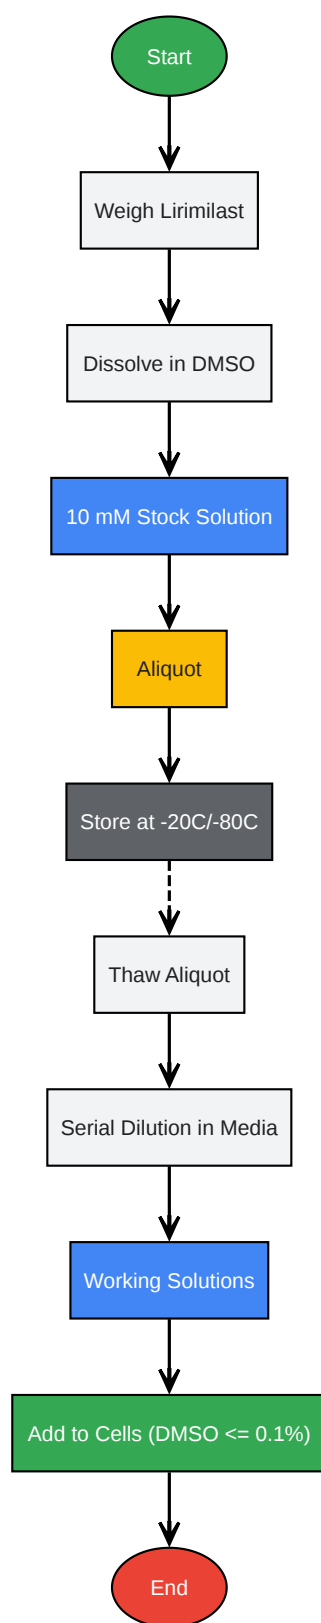 Start
Weigh Lirimilast
Dissolve in DMSO
10 mM Stock Solution
Aliquot
Store at -20C/-80C
Thaw Aliquot
Serial Dilution in Media
Working Solutions
Add to Cells (DMSO <= 0.1%)
End